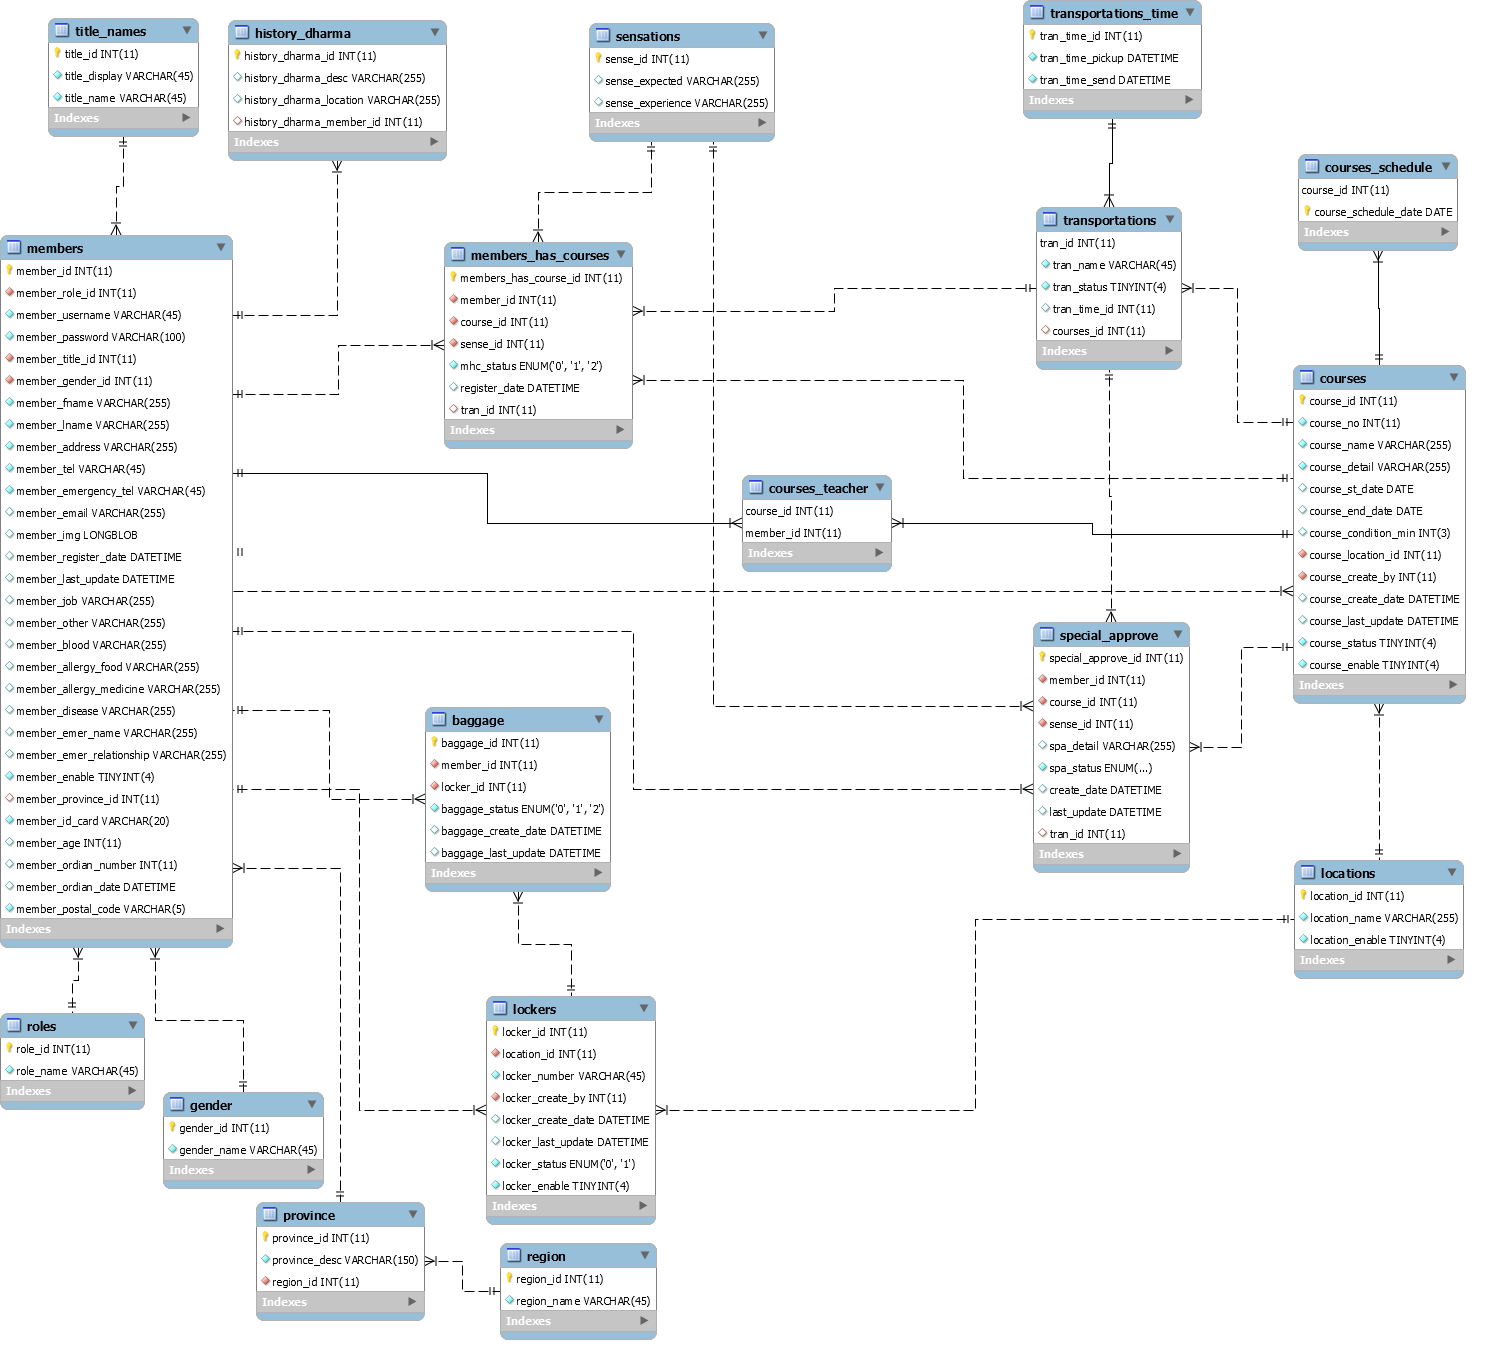 title_names
title_id INT(11)
title_display VARCHAR(45)
title_name VARCHAR(45)
Indexes
history_dharma
history_dharma_id INT(11)
history_dharma_desc VARCHAR(255)
history_dharma_location VARCHAR(255)
history_dharma_member_id INT(11)
Indexes
sensations
sense_id INT(11)
sense_expected VARCHAR(255)
sense_experience VARCHAR(255)
Indexes
transportations_time
tran_time_id INT(11)
tran_time_pickup DATETIME
tran_time_send DATETIME
Indexes
courses_schedule
course_id INT(11)
course_schedule_date DATE
Indexes
transportations
tran_id INT(11)
tran_name VARCHAR(45)
tran_status TINYINT(4)
tran_time_id INT(11)
courses_id INT(11)
Indexes
members
member_id INT(11)
member_role_id INT(11)
member_username VARCHAR(45)
member_password VARCHAR(100)
member_title_id INT(11)
member_gender_id INT(11)
member_fname VARCHAR(255)
member_lname VARCHAR(255)
member_address VARCHAR(255)
member_tel VARCHAR(45)
member_emergency_tel VARCHAR(45)
member_email VARCHAR(255)
member_img LONGBLOB
member_register_date DATETIME
member_last_update DATETIME
member_job VARCHAR(255)
member_other VARCHAR(255)
member_blood VARCHAR(255)
member_allergy_food VARCHAR(255)
member_allergy_medicine VARCHAR(255)
member_disease VARCHAR(255)
member_emer_name VARCHAR(255)
member_emer_relationship VARCHAR(255)
member_enable TINYINT(4)
member_province_id INT(11)
member_id_card VARCHAR(20)
member_age INT(11)
member_ordian_number INT(11)
member_ordian_date DATETIME
member_postal_code VARCHAR(5)
Indexes
members_has_courses
members_has_course_id INT(11)
member_id INT(11)
course_id INT(11)
sense_id INT(11)
mhc_status ENUM('0', '1', '2')
register_date DATETIME
tran_id INT(11)
Indexes
courses
course_id INT(11)
course_no INT(11)
course_name VARCHAR(255)
course_detail VARCHAR(255)
course_st_date DATE
course_end_date DATE
course_condition_min INT(3)
course_location_id INT(11)
course_create_by INT(11)
course_create_date DATETIME
course_last_update DATETIME
course_status TINYINT(4)
course_enable TINYINT(4)
Indexes
courses_teacher
course_id INT(11)
member_id INT(11)
Indexes
special_approve
special_approve_id INT(11)
member_id INT(11)
course_id INT(11)
sense_id INT(11)
spa_detail VARCHAR(255)
spa_status ENUM(...)
create_date DATETIME
last_update DATETIME
tran_id INT(11)
Indexes
baggage
baggage_id INT(11)
member_id INT(11)
locker_id INT(11)
baggage_status ENUM('0', '1', '2')
baggage_create_date DATETIME
baggage_last_update DATETIME
Indexes
locations
location_id INT(11)
location_name VARCHAR(255)
location_enable TINYINT(4)
Indexes
lockers
locker_id INT(11)
location_id INT(11)
locker_number VARCHAR(45)
locker_create_by INT(11)
locker_create_date DATETIME
locker_last_update DATETIME
locker_status ENUM('0', '1')
locker_enable TINYINT(4)
Indexes
roles
role_id INT(11)
role_name VARCHAR(45)
Indexes
gender
gender_id INT(11)
gender_name VARCHAR(45)
Indexes
province
province_id INT(11)
province_desc VARCHAR(150)
region_id INT(11)
Indexes
region
region_id INT(11)
region_name VARCHAR(45)
Indexes